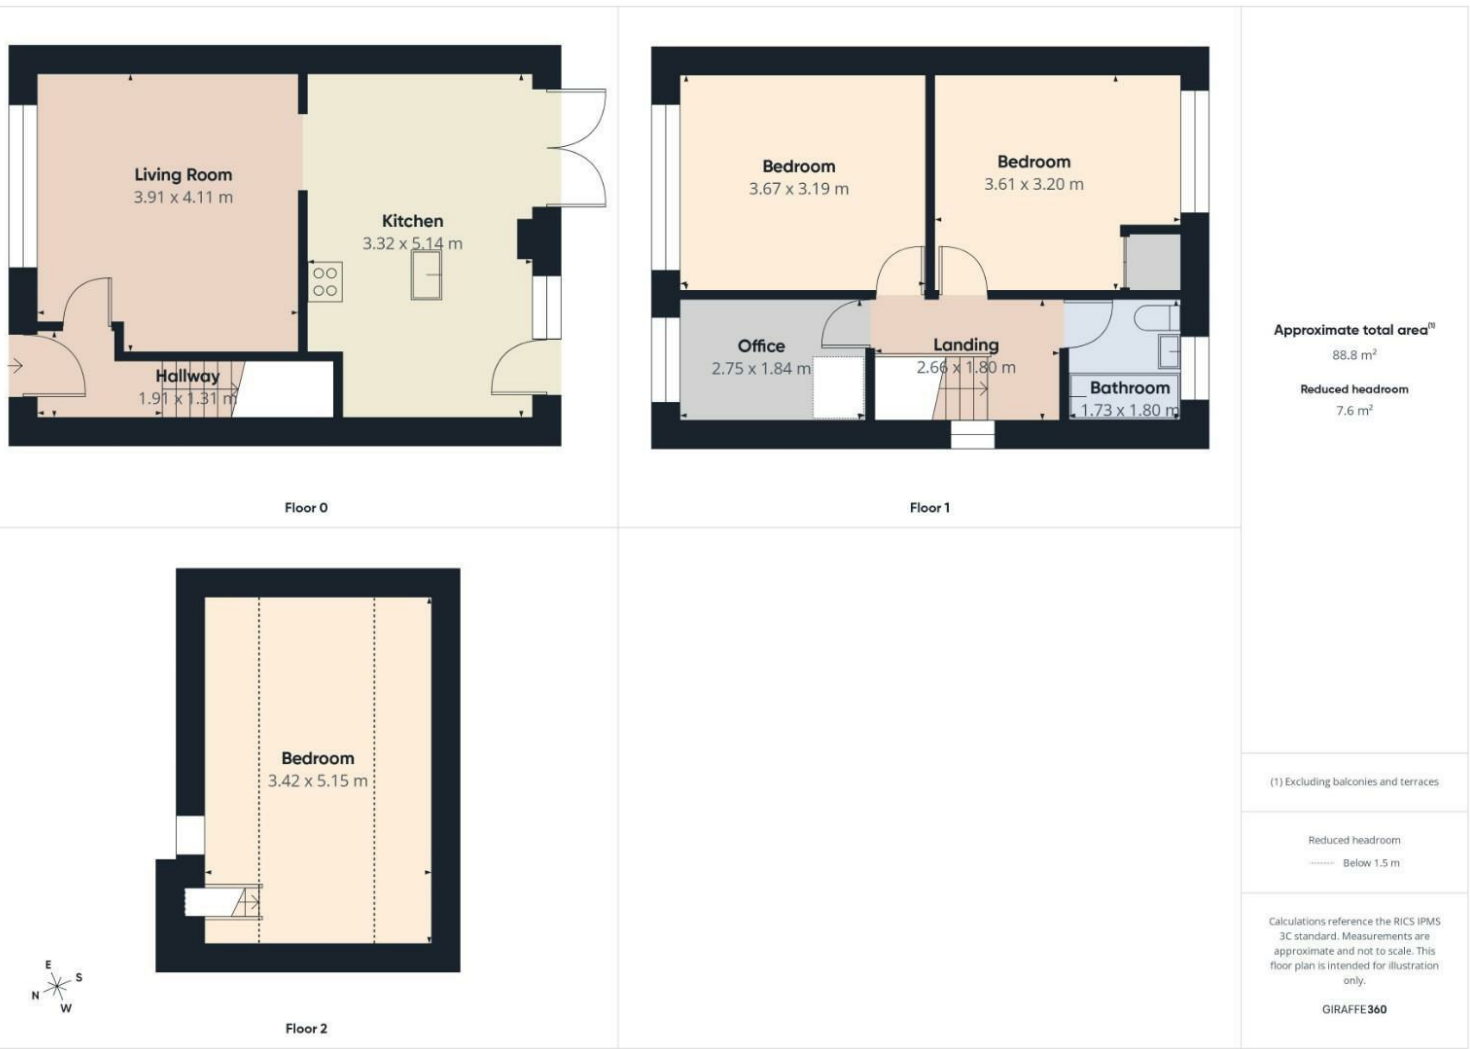 Living Room
3.91 x 4.11 m
Kitchen
3.32 x 5.14 m
Hallway
1.91 x 1.31 m
Floor 0
Bedroom
3.67 x 3.19 m
Bedroom
3.61 x 3.20 m
Office
2.75 x 1.84 m
Landing
2.66 x 1.80 m
Bathroom
1.73 x 1.80 m
Floor 1
Bedroom
3.42 x 5.15 m
E
S
N
W
Floor 2
Approximate total area(1)
88.8 m²
Reduced headroom
7.6 m²
(1) Excluding balconies and terraces
Reduced headroom
Below 1.5 m
Calculations reference the RICS IPMS
3C standard. Measurements are
approximate and not to scale. This
floor plan is intended for illustration
only.
GIRAFFE360